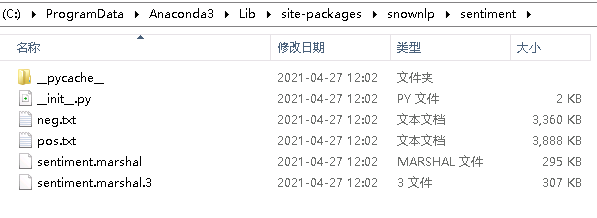 (C:) ▸ ProgramData ▸ Anaconda3 ▸ Lib ▸ site-packages ▸ snownlp ▸ sentiment ▸
名称 修改日期 类型 大小
__pycache__ 2021-04-27 12:02 文件夹
__init__.py 2021-04-27 12:02 PY 文件 2 KB
neg.txt 2021-04-27 12:02 文本文档 3,360 KB
pos.txt 2021-04-27 12:02 文本文档 3,888 KB
sentiment.marshal 2021-04-27 12:02 MARSHAL 文件 295 KB
sentiment.marshal.3 2021-04-27 12:02 3 文件 307 KB